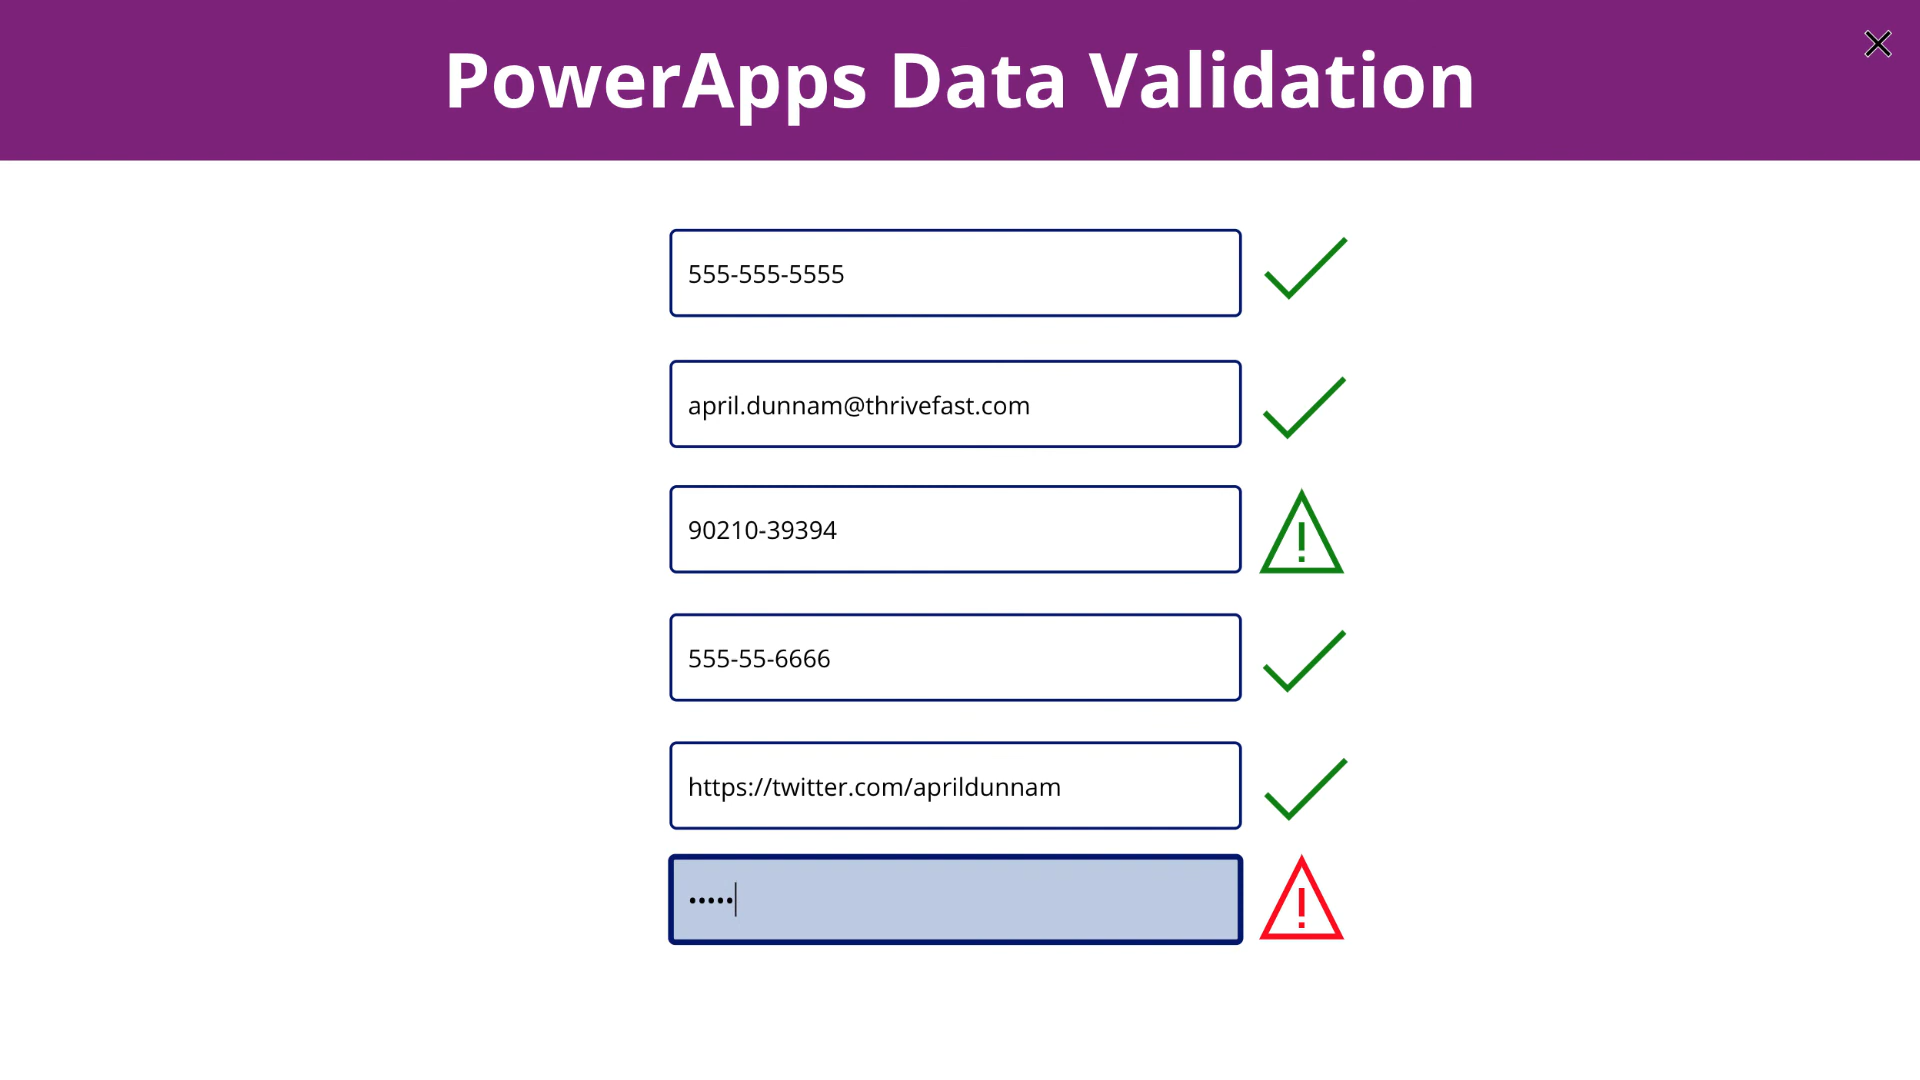 PowerApps Data Validation
555-555-5555
april.dunnam@thrivefast.com
90210-39394
555-55-6666
https://twitter.com/aprildunnam
•••••